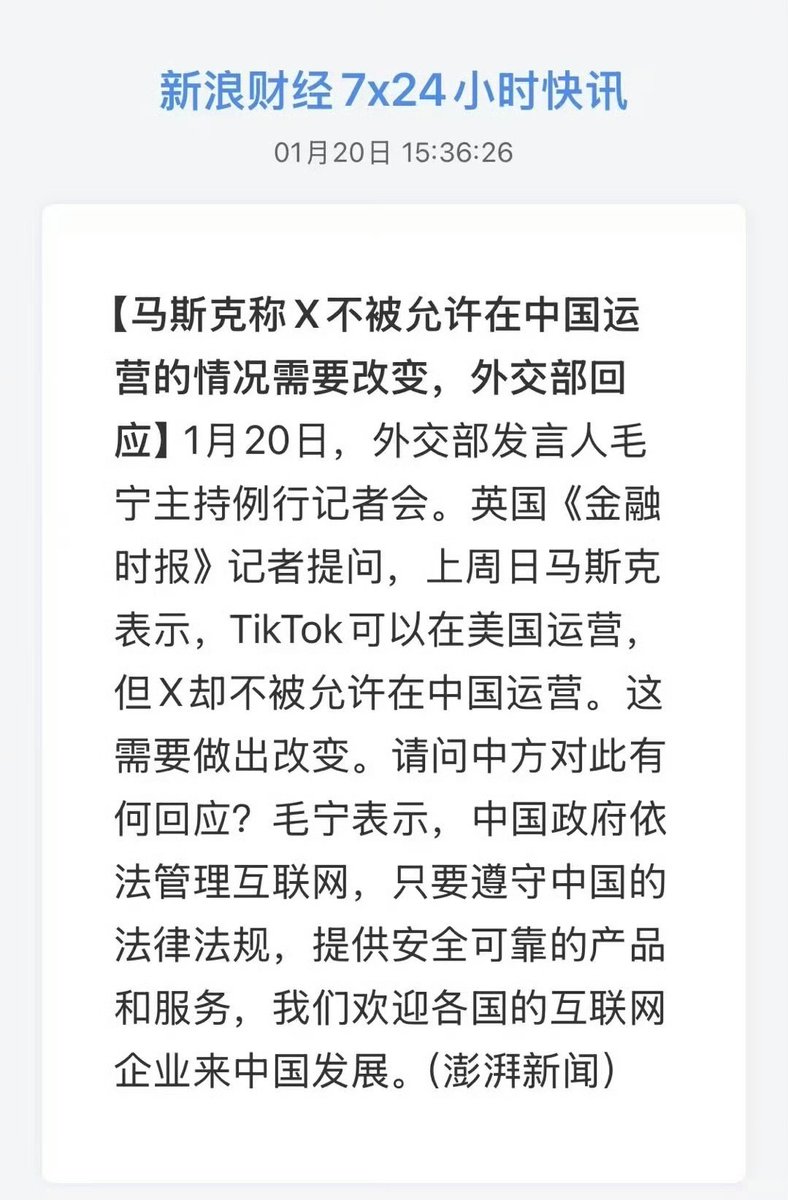 新浪财经7x24小时快讯
01月20日 15:36:26
【马斯克称X不被允许在中国运
营的情况需要改变，外交部回
应】1月20日，外交部发言人毛
宁主持例行记者会。英国《金融
时报》记者提问，上周日马斯克
表示，TikTok可以在美国运营，
但X却不被允许在中国运营。这
需要做出改变。请问中方对此有
何回应？毛宁表示，中国政府依
法管理互联网，只要遵守中国的
法律法规，提供安全可靠的产品
和服务，我们欢迎各国的互联网
企业来中国发展。（澎湃新闻）